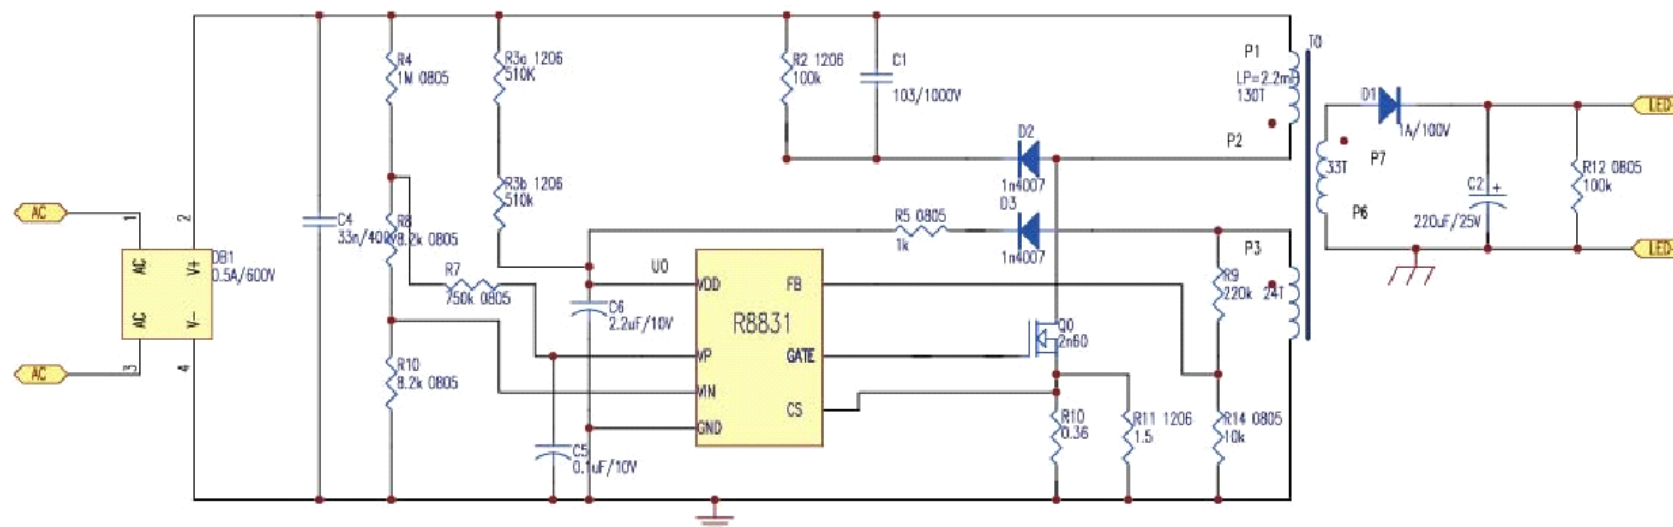 P1
T0
R4
1M 0805
R3a 1206
510K
R2 1206
100k
C1
103/1000V
LP=2.2mH
130T
D1
1A/100V
LED
P2
D2
1n4007
P7
33T
R12 0805
100k
C2
+
220uF/25V
P6
R3b 1206
510k
AC
1
2
C4
33n/400V
R8
8.2k 0805
R5 0805
1k
D3
1n4007
P3
LED
DB1
0.5A/600V
AC
V+
AC
V-
R7
750k 0805
U0
VDD
FB
R9
220k
24T
C6
2.2uF/10V
R8831
Q0
2n60
VP
GATE
AC
3
4
R10
8.2k 0805
VIN
CS
GND
R10
0.36
R11 1206
1.5
R14 0805
10k
C5
0.1uF/10V